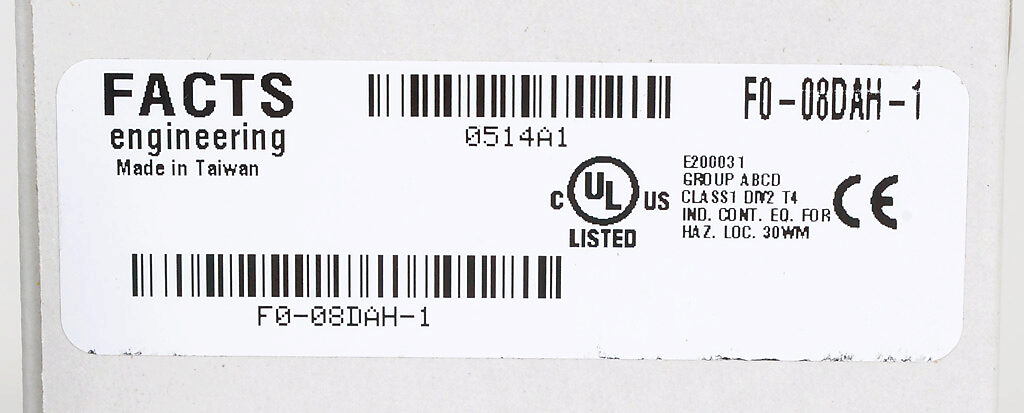 FACTS
engineering
Made in Taiwan
0514A1
F0-08DAH-1
C UL US
LISTED
E200031
GROUP ABCD
CLASS1 DIV2 T4
IND. CONT. EQ. FOR
HAZ. LOC. 30WM
CE
F0-08DAH-1